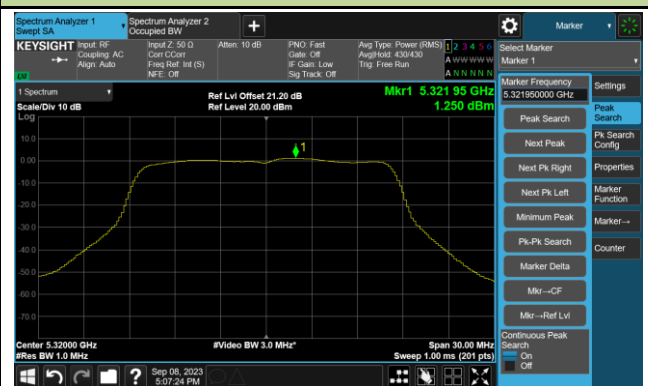 Spectrum Analyzer 1
Swept SA
Spectrum Analyzer 2
Occupied BW
Marker
KEYSIGHT
Input: RF
Coupling: AC
Align: Auto
Input Z: 50 Ω
Corr CCorr
Freq Ref: Int (S)
NFE: Off
Atten: 10 dB
PNO: Fast
Gate: Off
IF Gain: Low
Sig Track: Off
Avg Type: Power (RMS)
Avg|Hold: 430/430
Trig: Free Run
1 2 3 4 5 6
A W W W W W
A N N N N N
LXI
Select Marker
Marker 1
1 Spectrum
Scale/Div 10 dB
Log
Ref Lvl Offset 21.20 dB
Ref Level 20.00 dBm
Mkr1 5.321 95 GHz
1.250 dBm
10.0
0.00
-10.0
-20.0
-30.0
-40.0
-50.0
-60.0
-70.0
1
Center 5.32000 GHz
#Res BW 1.0 MHz
#Video BW 3.0 MHz*
Span 30.00 MHz
Sweep 1.00 ms (201 pts)
Marker Frequency
5.321950000 GHz
Peak Search
Next Peak
Next Pk Right
Next Pk Left
Minimum Peak
Pk-Pk Search
Marker Delta
Mkr→CF
Mkr→Ref Lvl
Continuous Peak
Search
On
Off
Settings
Peak
Search
Pk Search
Config
Properties
Marker
Function
Marker→
Counter
Sep 08, 2023
5:07:24 PM